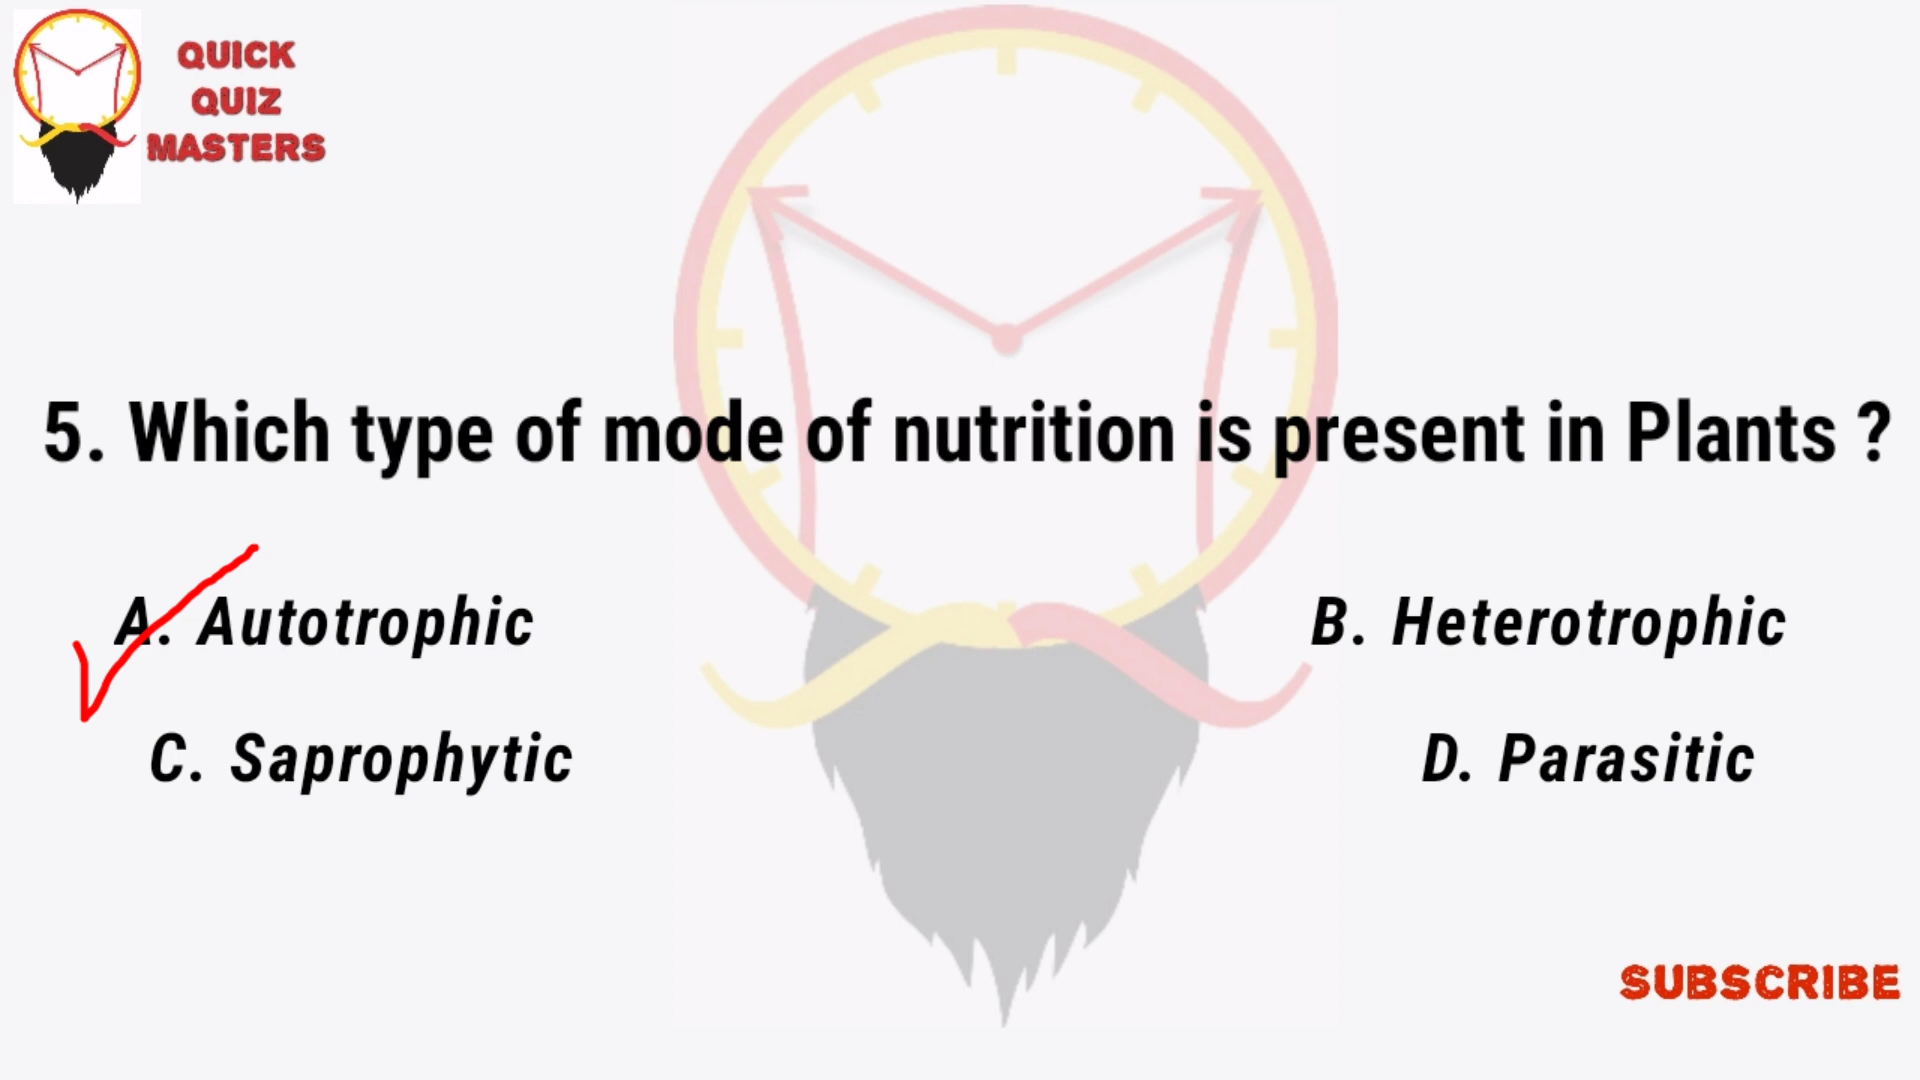 QUICK
QUIZ
MASTERS
5. Which type of mode of nutrition is present in Plants ?
A. Autotrophic
B. Heterotrophic
C. Saprophytic
D. Parasitic
SUBSCRIBE